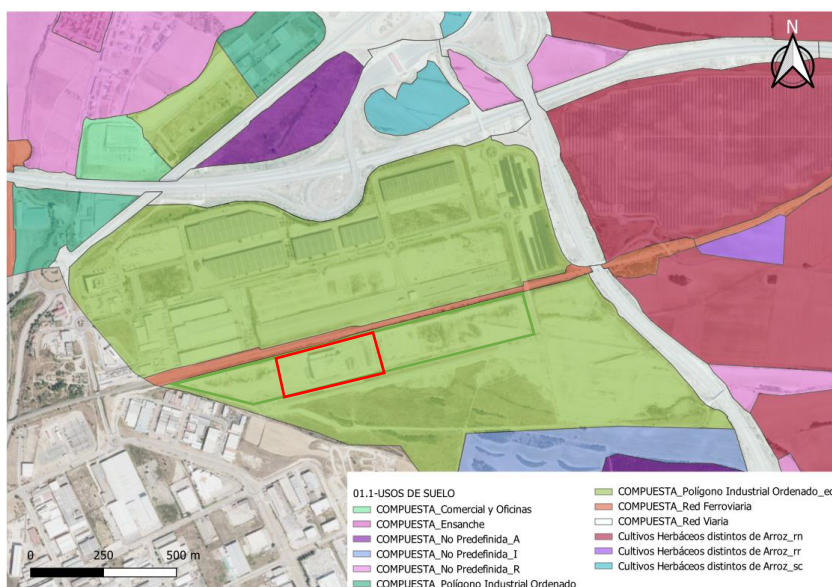 N
0
250
500 m
01.1-USOS DE SUELO
COMPUESTA_Comercial y Oficinas
COMPUESTA_Ensanche
COMPUESTA_No Predefinida_A
COMPUESTA_No Predefinida_I
COMPUESTA_No Predefinida_R
COMPUESTA_Polígono Industrial Ordenado
COMPUESTA_Polígono Industrial Ordenado_ed
COMPUESTA_Red Ferroviaria
COMPUESTA_Red Viaria
Cultivos Herbáceos distintos de Arroz_rn
Cultivos Herbáceos distintos de Arroz_rr
Cultivos Herbáceos distintos de Arroz_sc